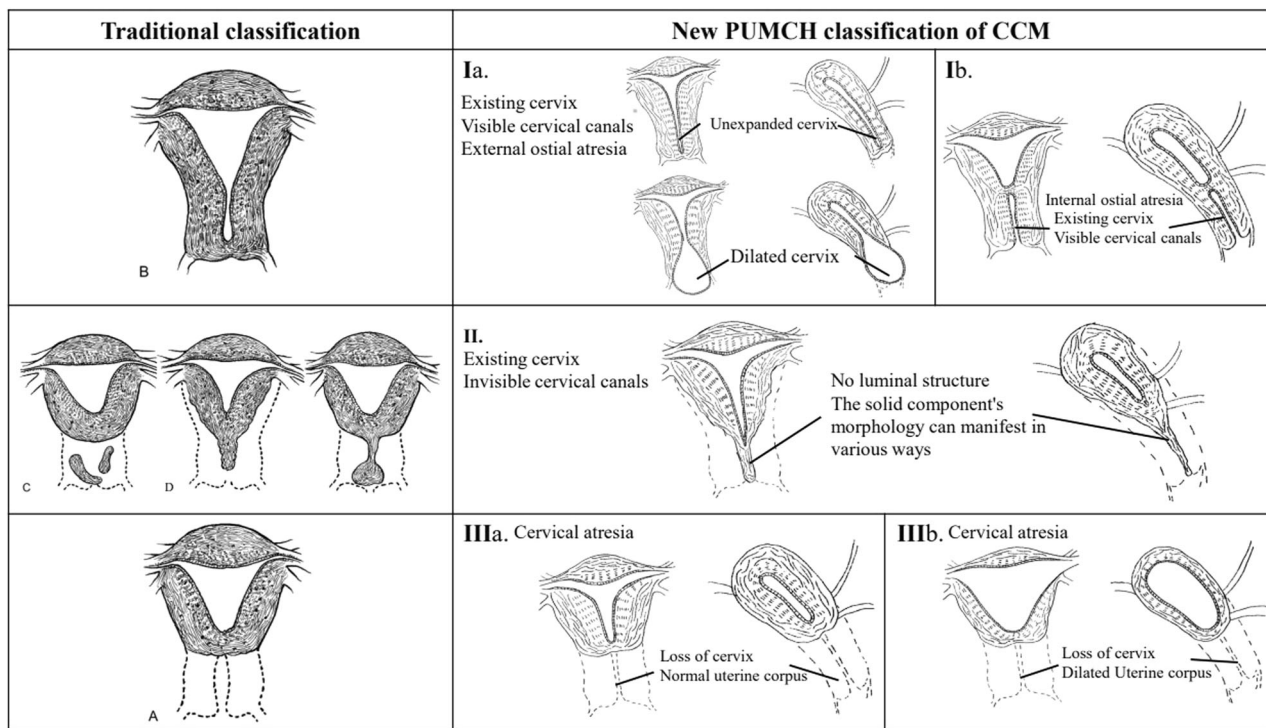 Traditional classification
New PUMCH classification of CCM
B
Ia.
Existing cervix
Visible cervical canals
External ostial atresia
Unexpanded cervix
Dilated cervix
Ib.
Internal ostial atresia
Existing cervix
Visible cervical canals
C
D
II.
Existing cervix
Invisible cervical canals
No luminal structure
The solid component's
morphology can manifest in
various ways
A
IIIa. Cervical atresia
Loss of cervix
Normal uterine corpus
IIIb. Cervical atresia
Loss of cervix
Dilated Uterine corpus